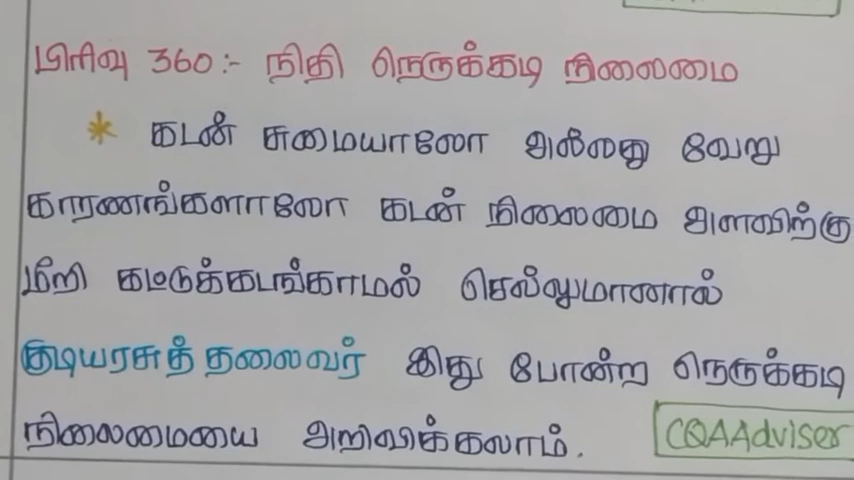 பிரிவு 360:- நிதி நெருக்கடி நிலைமை
* கடன் சுமையாலோ அல்லது வேறு
காரணங்களாலோ கடன் நிலைமை அளவிற்கு
மீறி கட்டுக்கடங்காமல் செல்லுமானால்
குடியரசுத் தலைவர் இது போன்ற நெருக்கடி
நிலைமையை அறிவிக்கலாம்.
CQAAdviser